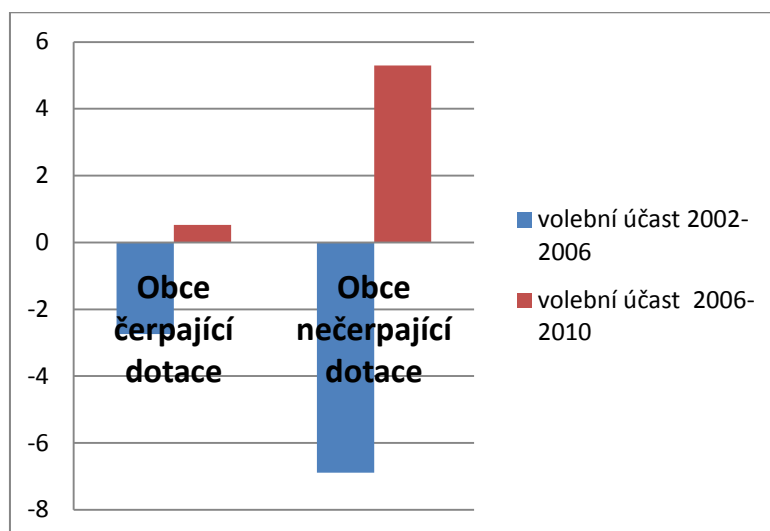 6
4
2
0
-2
-4
-6
-8
Obce
čerpající
dotace
Obce
nečerpající
dotace
volební účast 2002-
2006
volební účast  2006-
2010